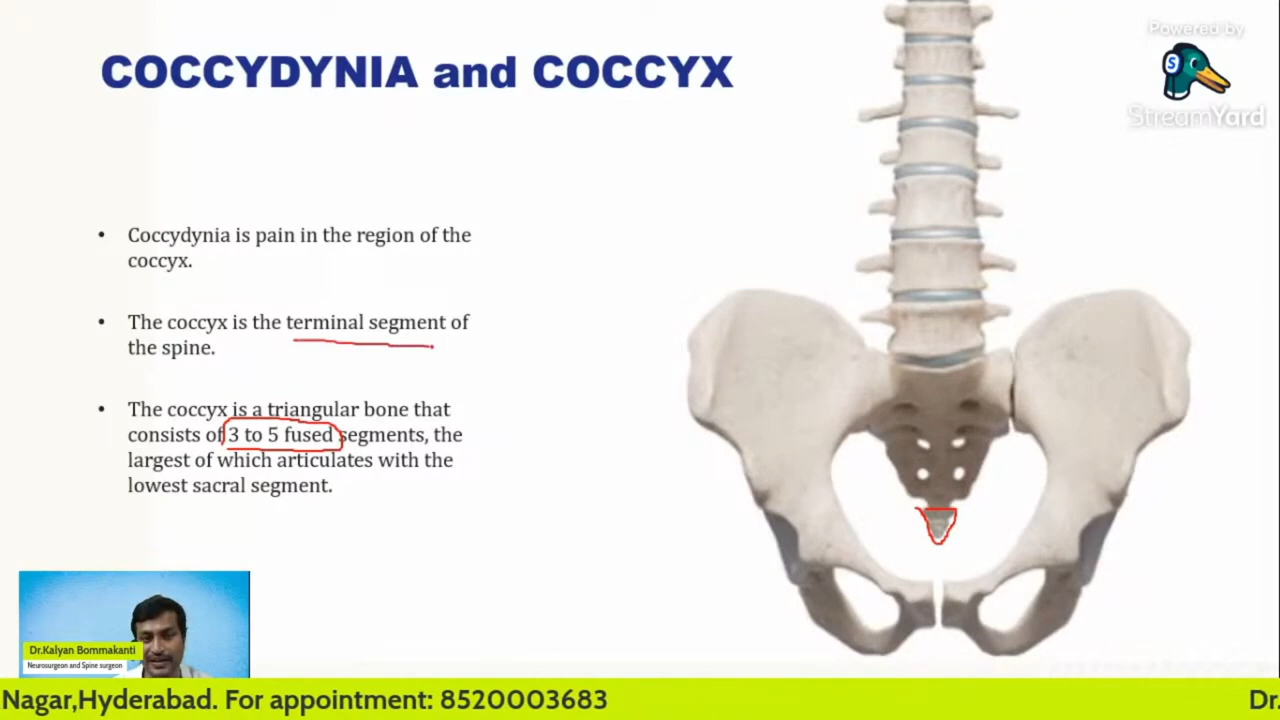 Powered by
S
StreamYard
COCCYDYNIA and COCCYX
• Coccydynia is pain in the region of the
coccyx.
• The coccyx is the terminal segment of
the spine.
• The coccyx is a triangular bone that
consists of 3 to 5 fused segments, the
largest of which articulates with the
lowest sacral segment.
Dr.Kalyan Bommakanti
Neurosurgeon and Spine surgeon
Nagar,Hyderabad. For appointment: 8520003683
Dr.